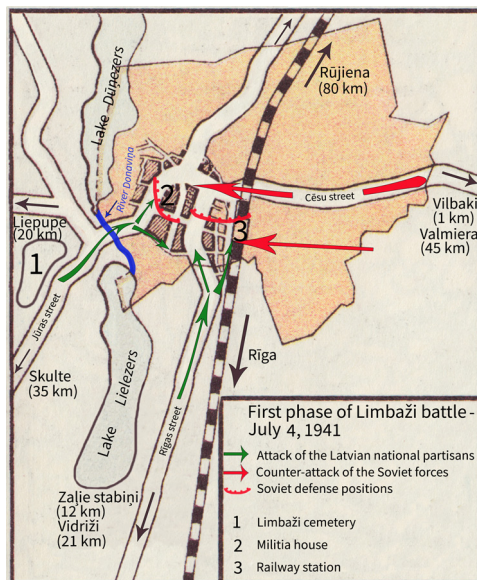 Lake Dūņezers
Rūjiena
(80 km)
River Donaviņa
2
Cēsu street
Liepupe
(20 km)
Vilbaki
(1 km)
Valmiera
(45 km)
3
1
Jūras street
Rīga
Skulte
(35 km)
Lake Lielezers
Rīgas street
Zaļie stabiņi
(12 km)
Vidriži
(21 km)
First phase of Limbaži battle -
July 4, 1941
Attack of the Latvian national partisans
Counter-attack of the Soviet forces
Soviet defense positions
1 Limbaži cemetery
2 Militia house
3 Railway station